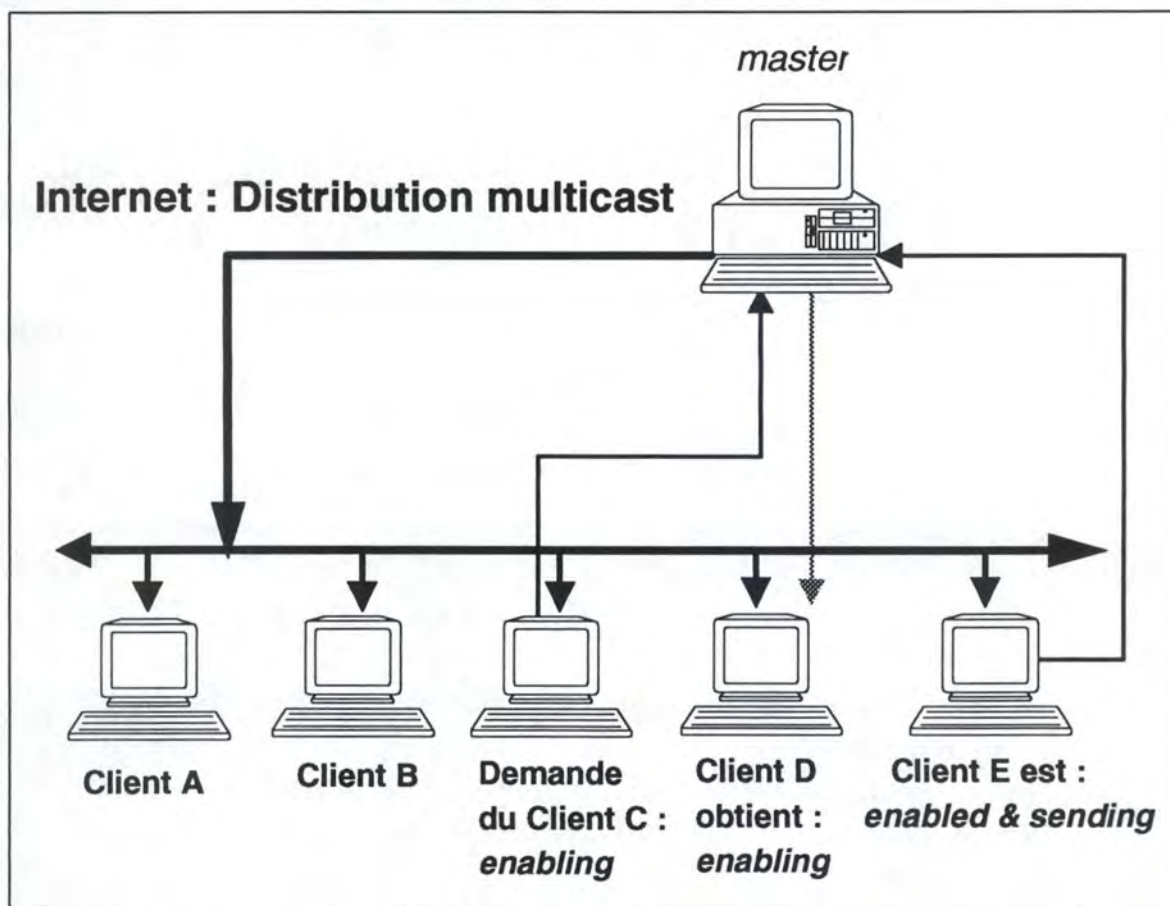 master
Internet : Distribution multicast
Client A
Client B
Demande
du Client C :
enabling
Client D
obtient :
enabling
Client E est :
enabled & sending